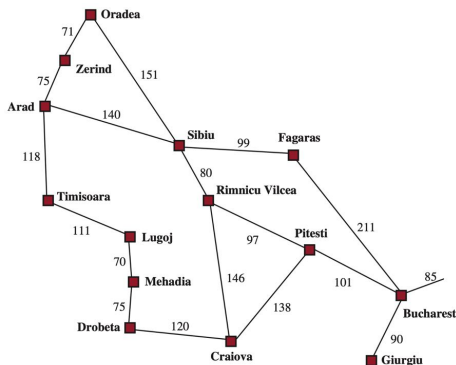 Oradea
71
Zerind
75
151
Arad
140
Sibiu
99
Fagaras
118
80
Rimnicu Vilcea
Timisoara
211
111
Lugoj
97
Pitesti
70
146
101
85
Mehadia
138
75
Bucharest
Drobeta
120
90
Craiova
Giurgiu